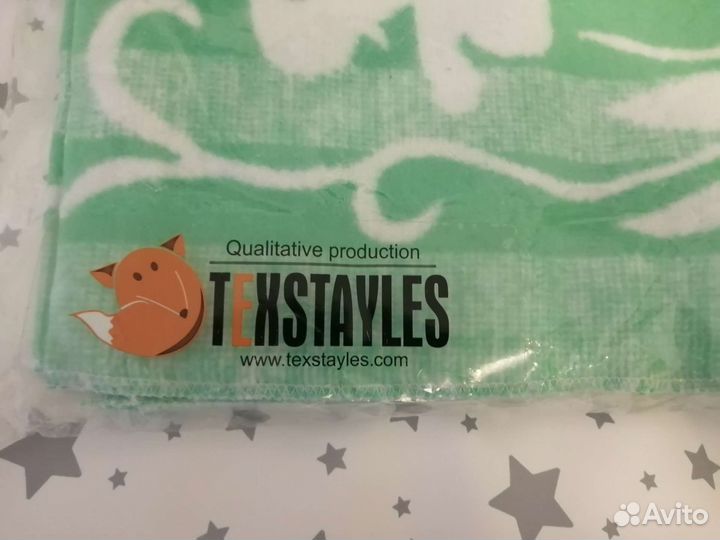 Qualitative production
TEXSTAYLES
www.texstayles.com
Avito